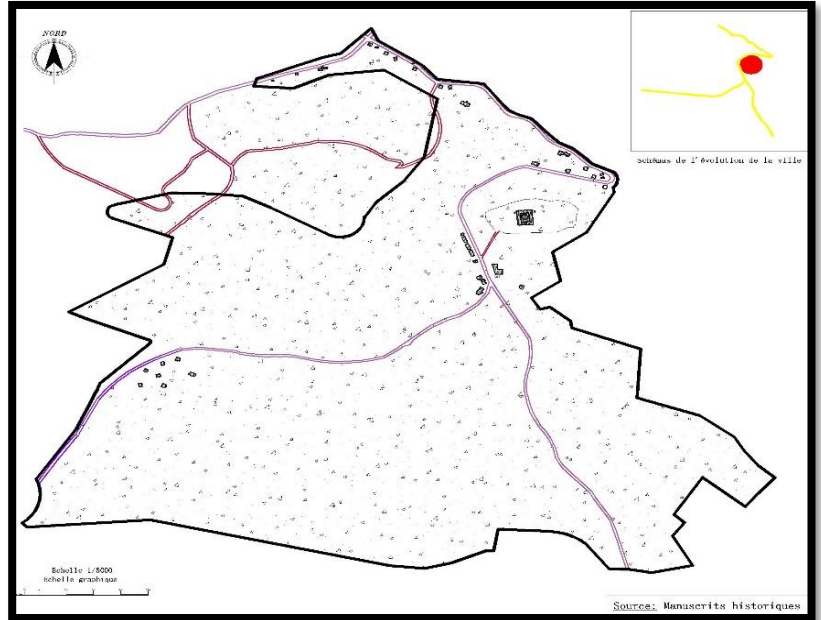 NORD
Schémas de l'évolution de la ville
Echelle 1/5000
Echelle graphique
Source: Manuscrits historiques